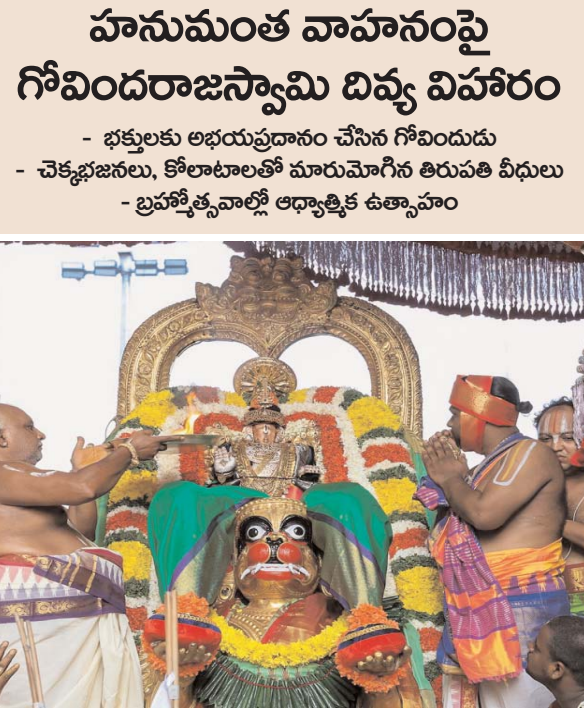 హనుమంత వాహనంపై
గోవిందరాజస్వామి దివ్య విహారం
- భక్తులకు అభయప్రదానం చేసిన గోవిందుడు
- చెక్కభజనలు, కోలాటాలతో మారుమోగిన తిరుపతి వీధులు
- బ్రహ్మోత్సవాల్లో ఆధ్యాత్మిక ఉత్సాహం